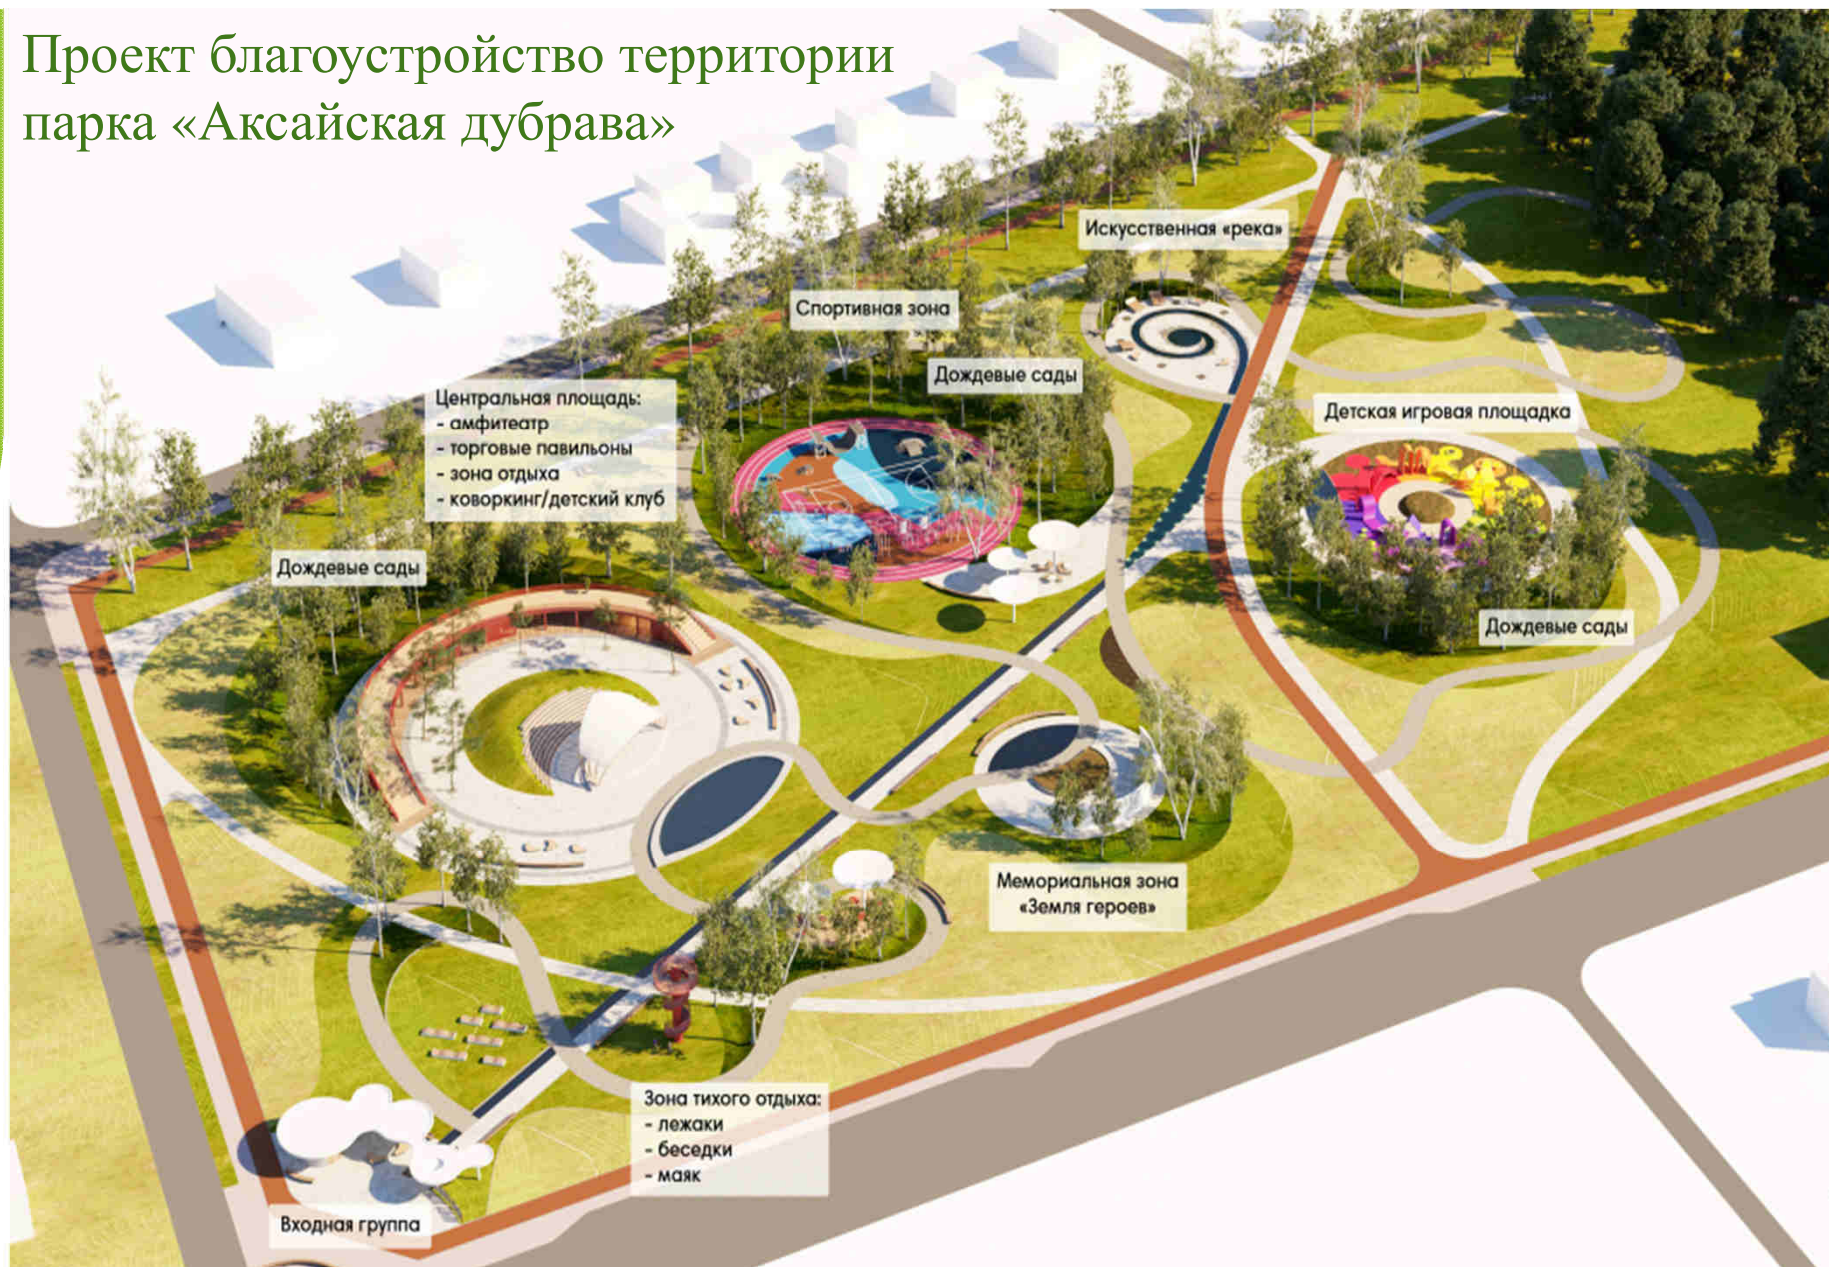 Проект благоустройство территории
парка «Аксайская дубрава»
Искусственная «река»
Спортивная зона
Дождевые сады
Центральная площадь:
- амфитеатр
- торговые павильоны
- зона отдыха
- коворкинг/детский клуб
Детская игровая площадка
Дождевые сады
Дождевые сады
Мемориальная зона
«Земля героев»
Зона тихого отдыха:
- лежаки
- беседки
- маяк
Входная группа